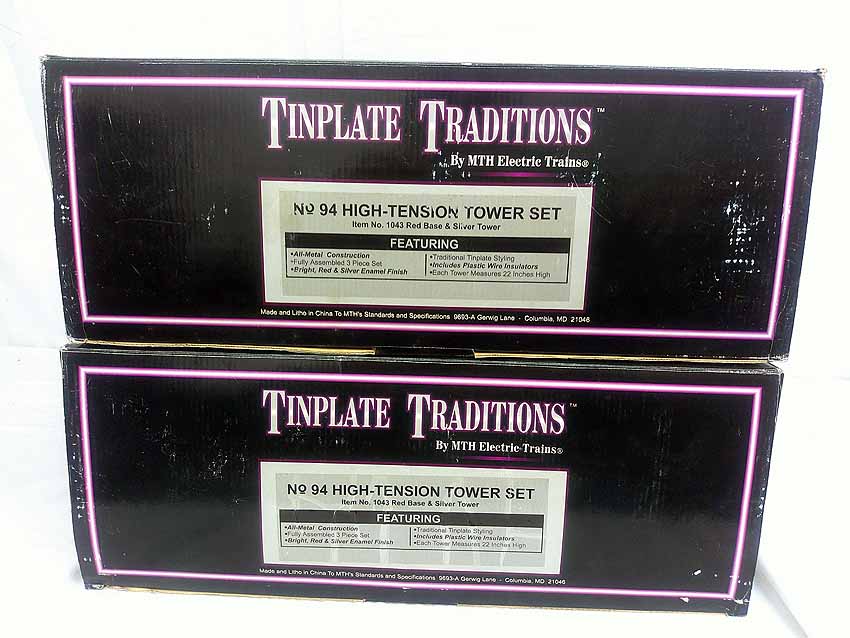 TINPLATE TRADITIONS™
By MTH Electric Trains®
No 94 HIGH-TENSION TOWER SET
Item No. 1043 Red Base & Silver Tower
FEATURING
•All-Metal Construction
•Fully Assembled 3 Piece Set
•Bright, Red & Silver Enamel Finish
•Traditional Tinplate Styling
•Includes Plastic Wire Insulators
•Each Tower Measures 22 Inches High
Made and Litho in China To MTH's Standards and Specifications 9693-A Gerwig Lane - Columbia, MD 21046
TINPLATE TRADITIONS™
By MTH Electric Trains®
No 94 HIGH-TENSION TOWER SET
Item No. 1043 Red Base & Silver Tower
FEATURING
•All-Metal Construction
•Fully Assembled 3 Piece Set
•Bright, Red & Silver Enamel Finish
•Traditional Tinplate Styling
•Includes Plastic Wire Insulators
•Each Tower Measures 22 Inches High
Made and Litho in China To MTH's Standards and Specifications 9693-A Gerwig Lane - Columbia, MD 21046